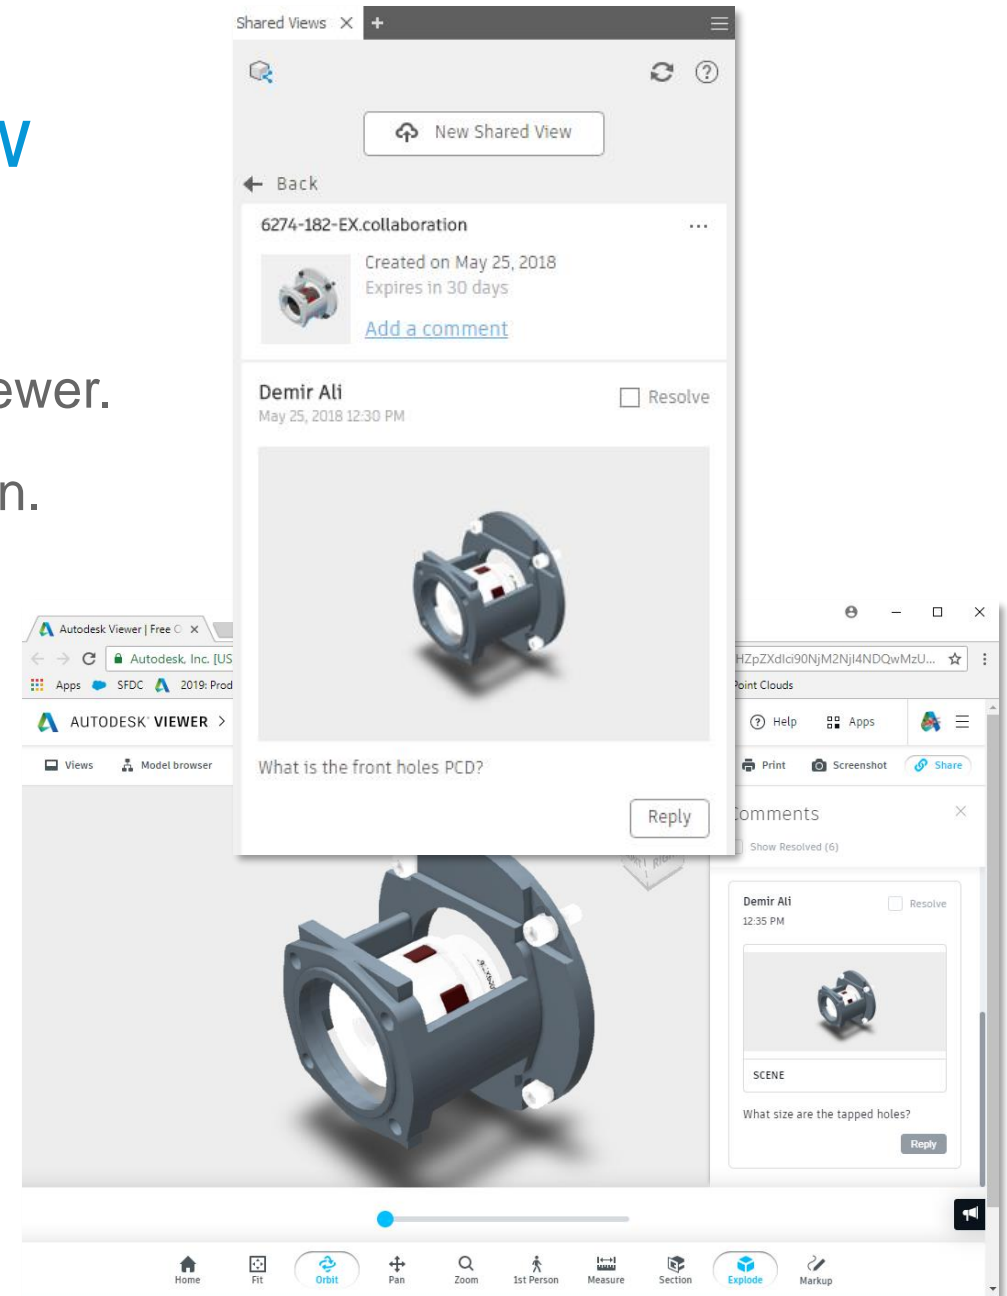 Shared Views
New Shared View
Back
6274-182-EX.collaboration
Created on May 25, 2018
Expires in 30 days
Add a comment
Demir Ali
Resolve
May 25, 2018 12:30 PM
What is the front holes PCD?
Reply
w
ewer.
n.
Autodesk Viewer | Free O
Autodesk, Inc. [US
HZpZXdlci90NjM2NjI4NDQwMzU...
Apps
SFDC
2019: Prod
Point Clouds
AUTODESK® VIEWER >
Help
Apps
Views
Model browser
Print
Screenshot
Share
Comments
Show Resolved (6)
RIGHT
Demir Ali
Resolve
12:35 PM
SCENE
What size are the tapped holes?
Reply
Home
Fit
Orbit
Pan
Zoom
1st Person
Measure
Section
Explode
Markup